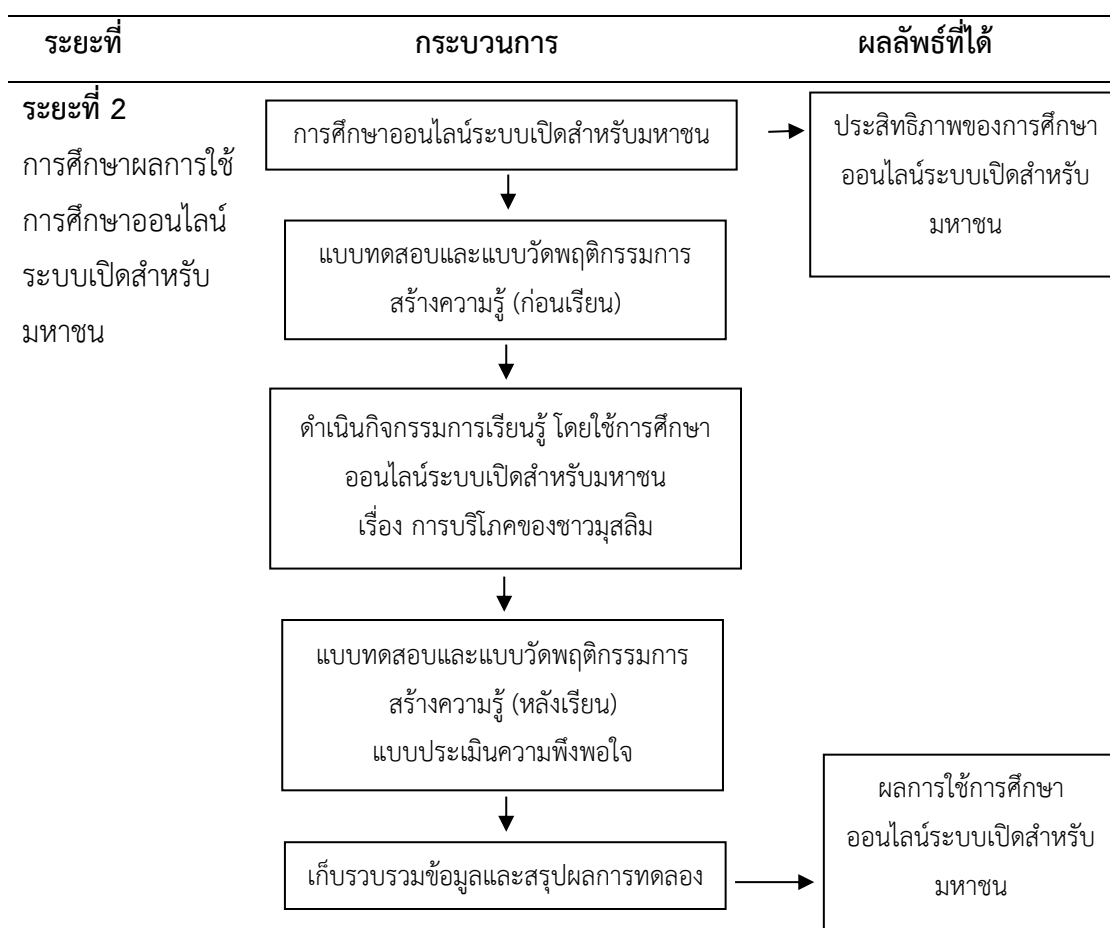 ระยะที่ กระบวนการ ผลลัพธ์ที่ได้
ระยะที่ 2
การศึกษาผลการใช้
การศึกษาออนไลน์
ระบบเปิดสำหรับ
มหาชน
การศึกษาออนไลน์ระบบเปิดสำหรับมหาชน
ประสิทธิภาพของการศึกษา
ออนไลน์ระบบเปิดสำหรับ
มหาชน
แบบทดสอบและแบบวัดพฤติกรรมการ
สร้างความรู้ (ก่อนเรียน)
ดำเนินกิจกรรมการเรียนรู้ โดยใช้การศึกษา
ออนไลน์ระบบเปิดสำหรับมหาชน
เรื่อง การบริโภคของชาวมุสลิม
แบบทดสอบและแบบวัดพฤติกรรมการ
สร้างความรู้ (หลังเรียน)
แบบประเมินความพึงพอใจ
เก็บรวบรวมข้อมูลและสรุปผลการทดลอง
ผลการใช้การศึกษา
ออนไลน์ระบบเปิดสำหรับ
มหาชน